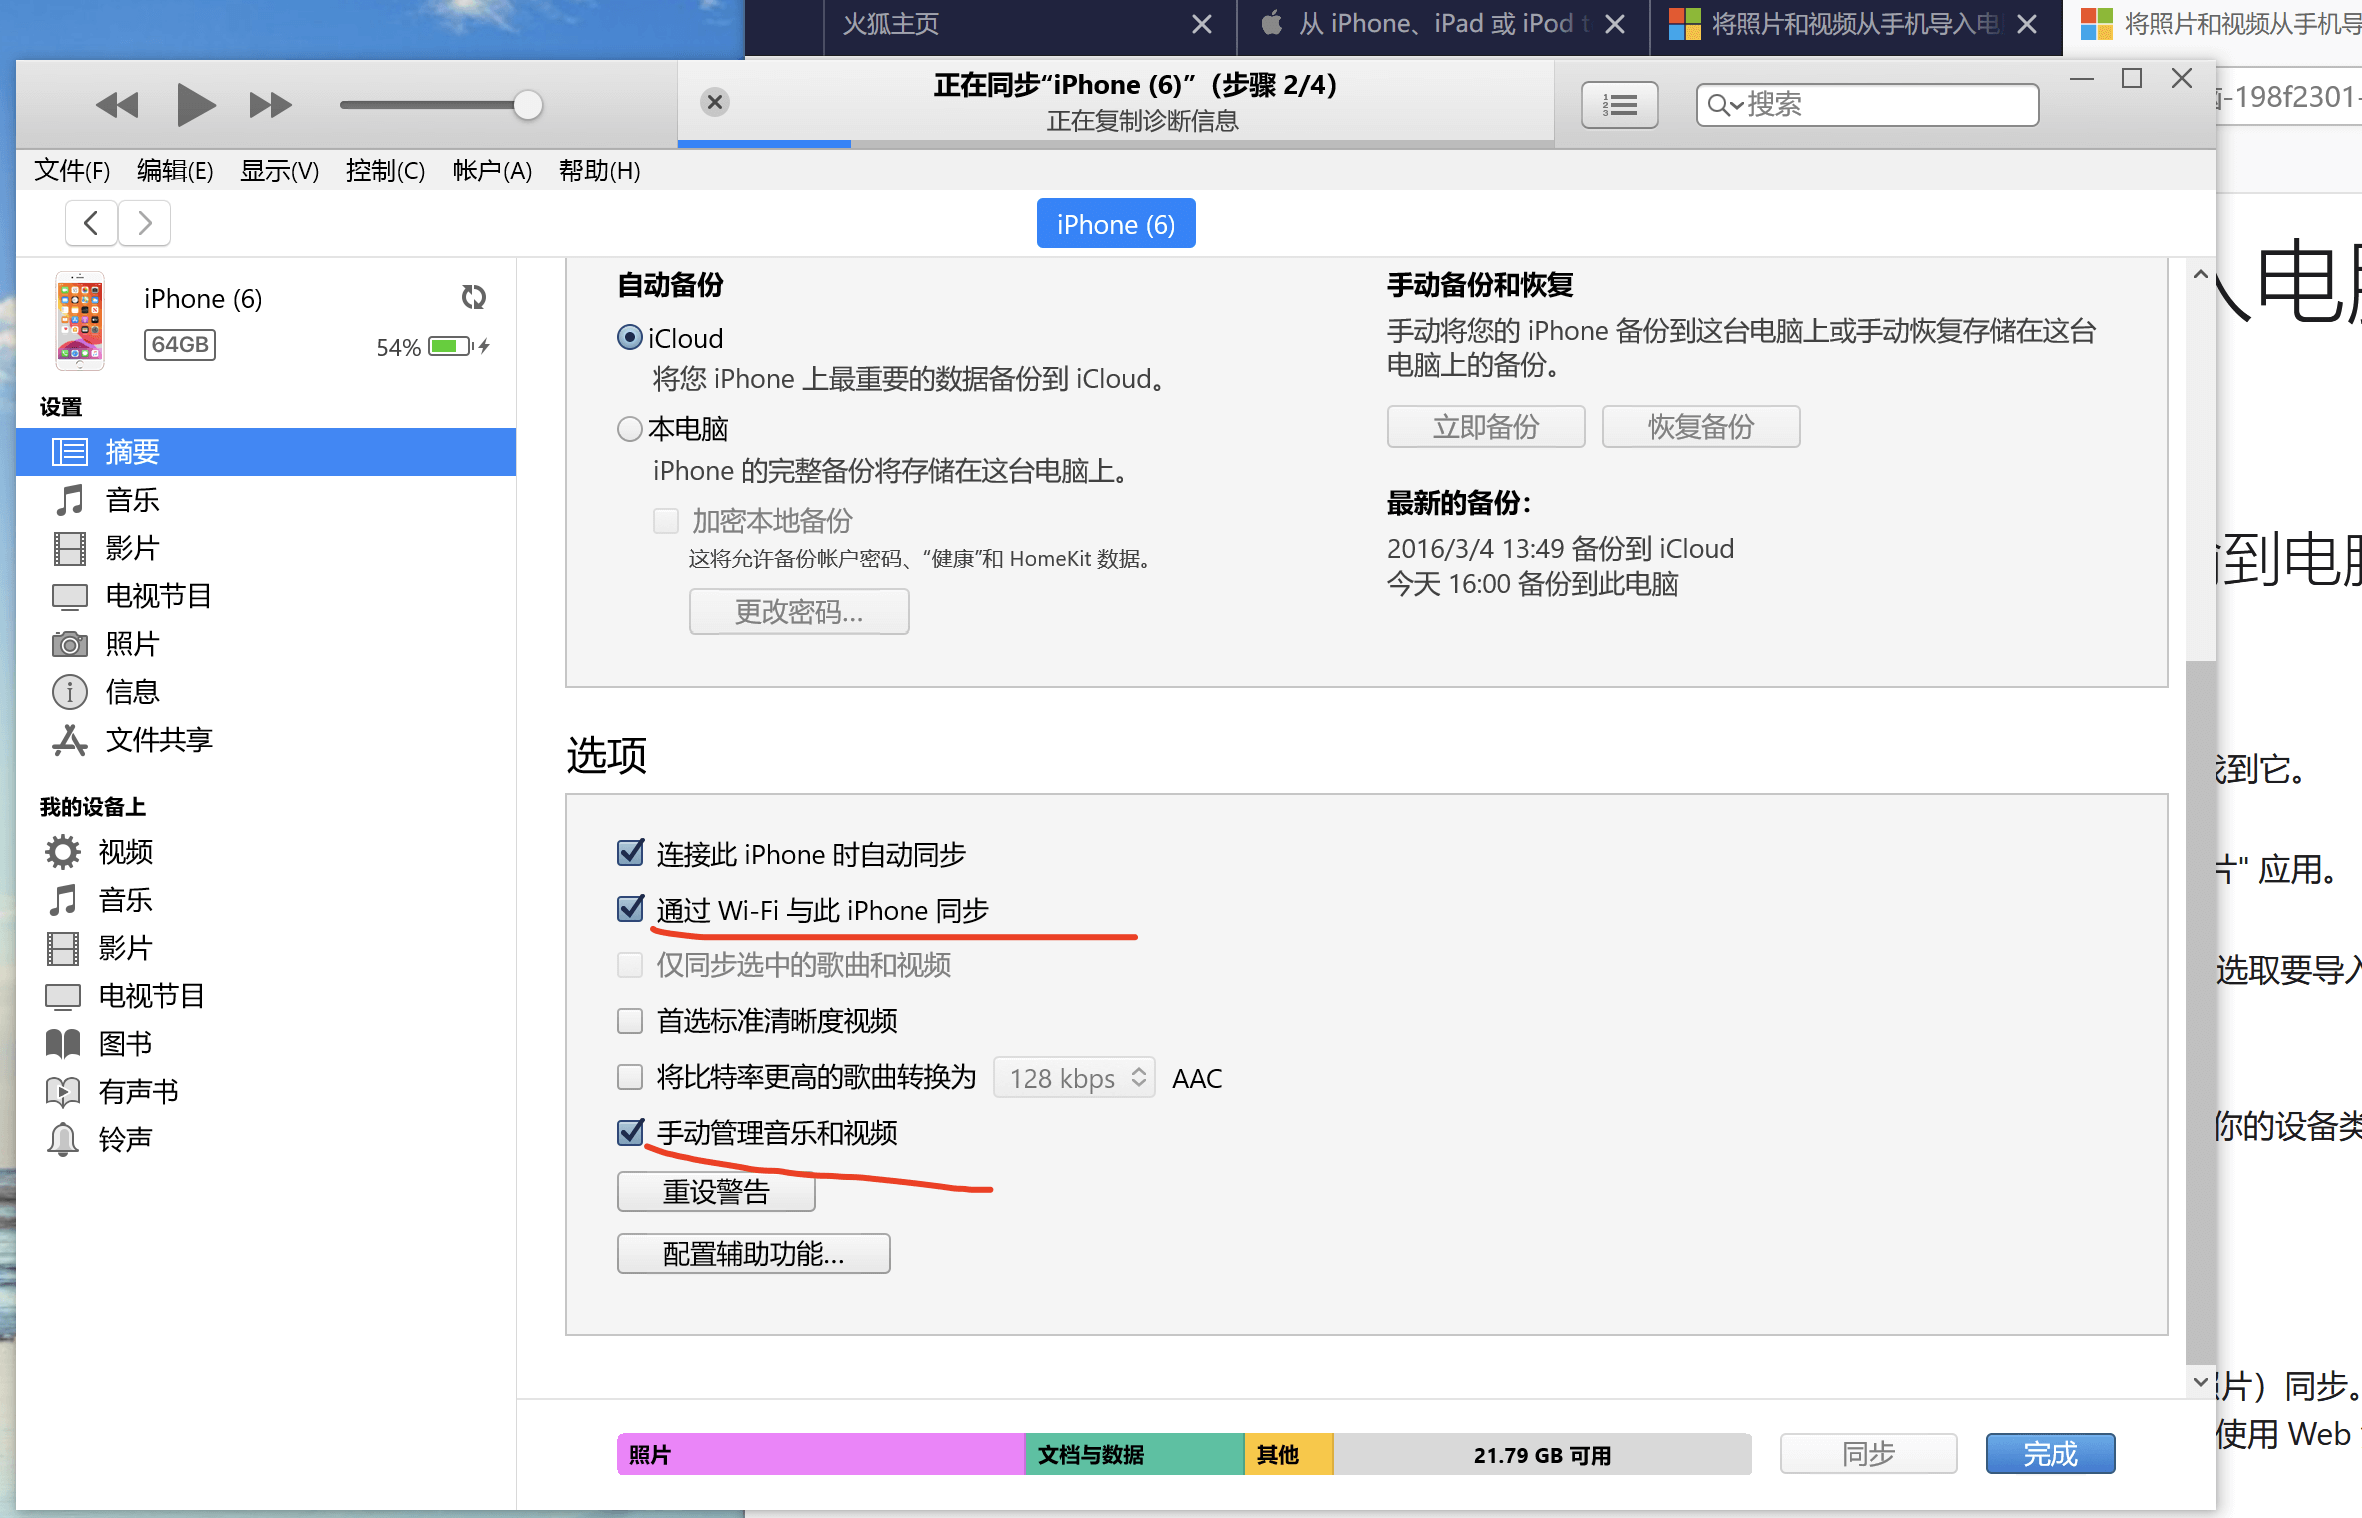 火狐主页
从 iPhone、iPad 或 iPod t
将照片和视频从手机导入电
将照片和视频从手机导
正在同步“iPhone (6)”（步骤 2/4）
正在复制诊断信息
搜索
-198f2301-
文件(F) 编辑(E) 显示(V) 控制(C) 帐户(A) 帮助(H)
iPhone (6)
iPhone (6)
64GB
54%
设置
摘要
音乐
影片
电视节目
照片
信息
文件共享
我的设备上
视频
音乐
影片
电视节目
图书
有声书
铃声
自动备份
iCloud
将您 iPhone 上最重要的数据备份到 iCloud。
本电脑
iPhone 的完整备份将存储在这台电脑上。
加密本地备份
这将允许备份帐户密码、“健康”和 HomeKit 数据。
更改密码...
手动备份和恢复
手动将您的 iPhone 备份到这台电脑上或手动恢复存储在这台
电脑上的备份。
立即备份
恢复备份
最新的备份：
2016/3/4 13:49 备份到 iCloud
今天 16:00 备份到此电脑
选项
连接此 iPhone 时自动同步
通过 Wi-Fi 与此 iPhone 同步
仅同步选中的歌曲和视频
首选标准清晰度视频
将比特率更高的歌曲转换为 128 kbps AAC
手动管理音乐和视频
重设警告
配置辅助功能...
照片
文档与数据
其他
21.79 GB 可用
同步
完成
入电脑
到电脑
到它。
片" 应用。
选取要导入
你的设备类
片）同步。
使用 Web